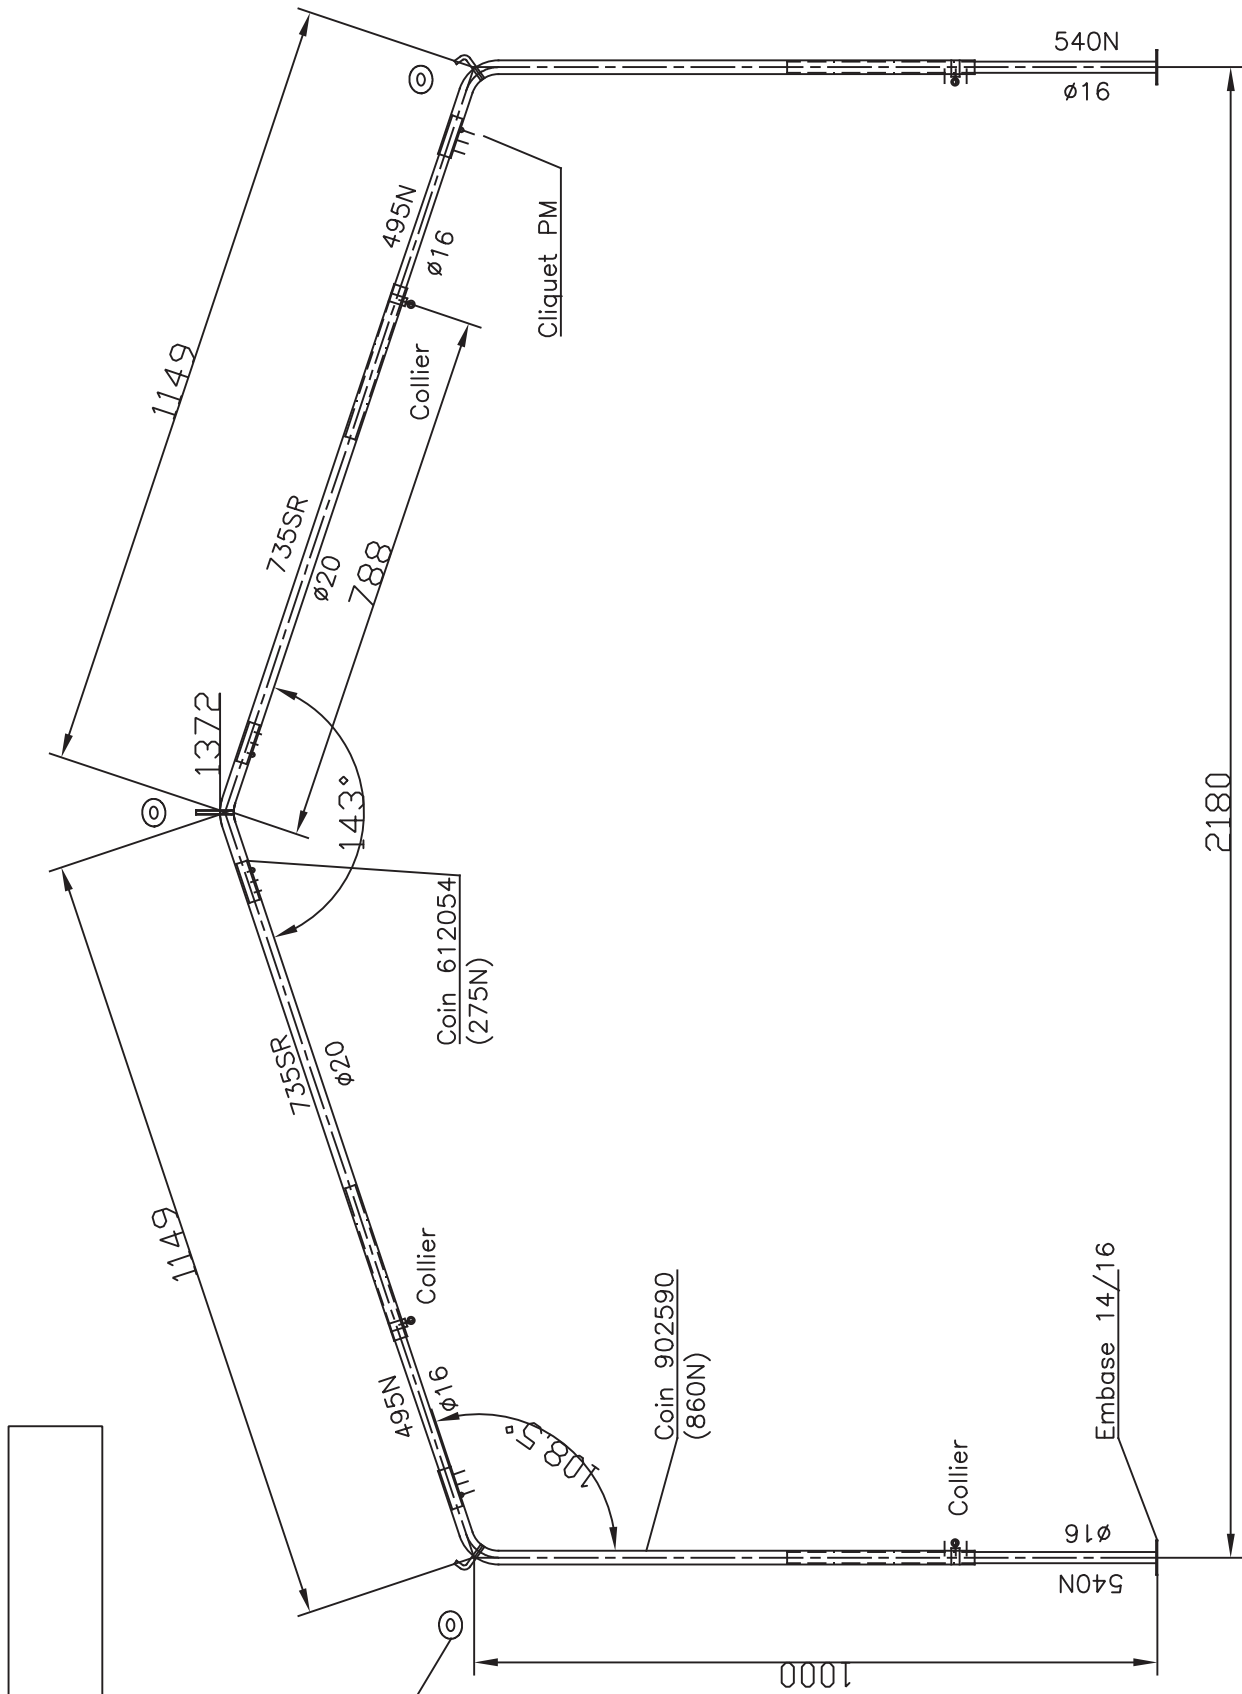 540N
ø16
1149
495N
ø16
Cliquet PM
Collier
735SR
ø20
788
1372
143°
Coin 612054
(275N)
735SR
ø20
1149
Collier
495N
ø16
108.5°
Coin 902590
(860N)
Embase 14/16
Collier
ø16
540N
2180
1000